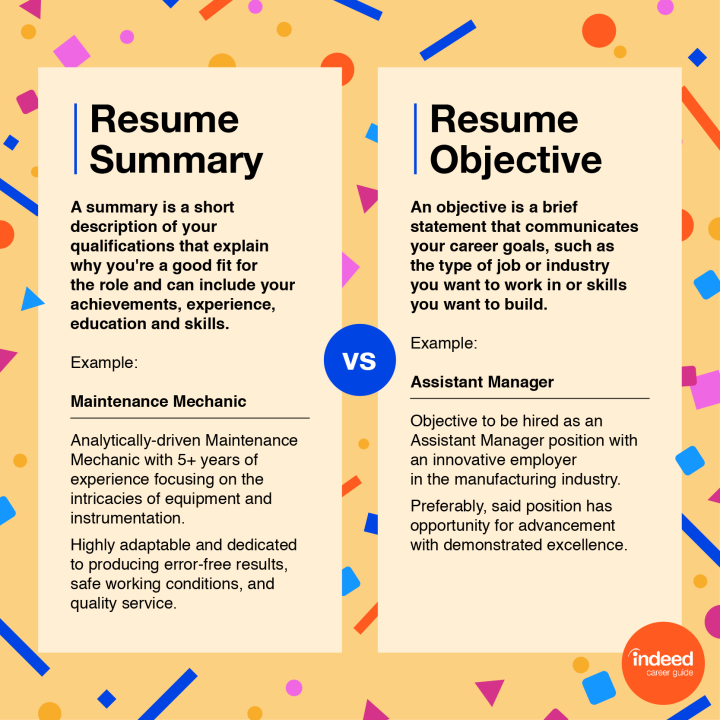 Resume
Summary
A summary is a short
description of your
qualifications that explain
why you're a good fit for
the role and can include your
achievements, experience,
education and skills.
Example:
Maintenance Mechanic
Analytically-driven Maintenance
Mechanic with 5+ years of
experience focusing on the
intricacies of equipment and
instrumentation.
Highly adaptable and dedicated
to producing error-free results,
safe working conditions, and
quality service.
vs
Resume
Objective
An objective is a brief
statement that communicates
your career goals, such as
the type of job or industry
you want to work in or skills
you want to build.
Example:
Assistant Manager
Objective to be hired as an
Assistant Manager position with
an innovative employer
in the manufacturing industry.
Preferably, said position has
opportunity for advancement
with demonstrated excellence.
indeed
career guide